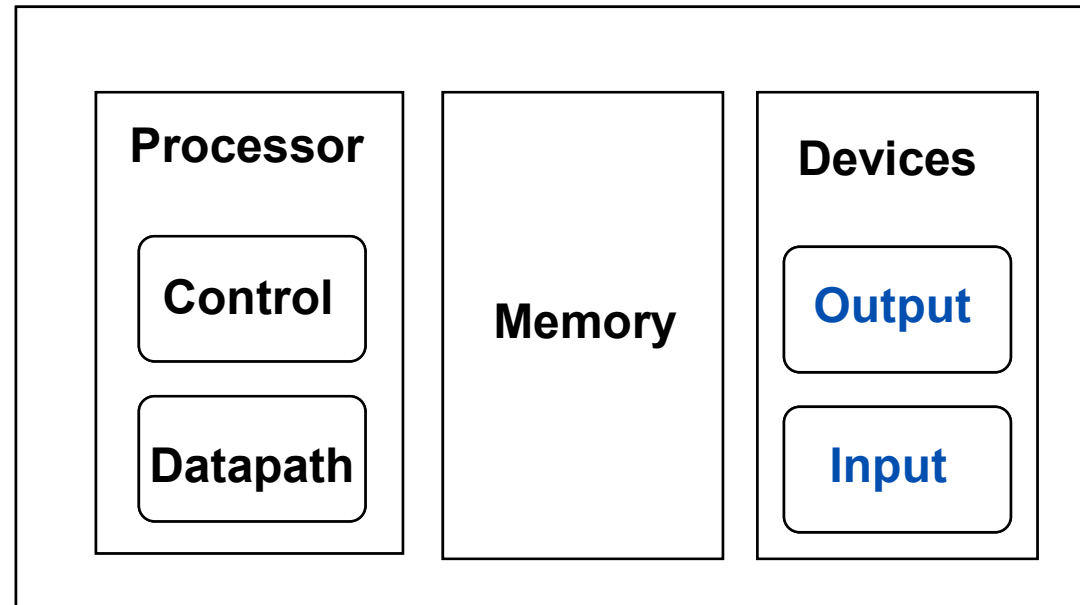 Processor
Control
Datapath
Memory
Devices
Output
Input